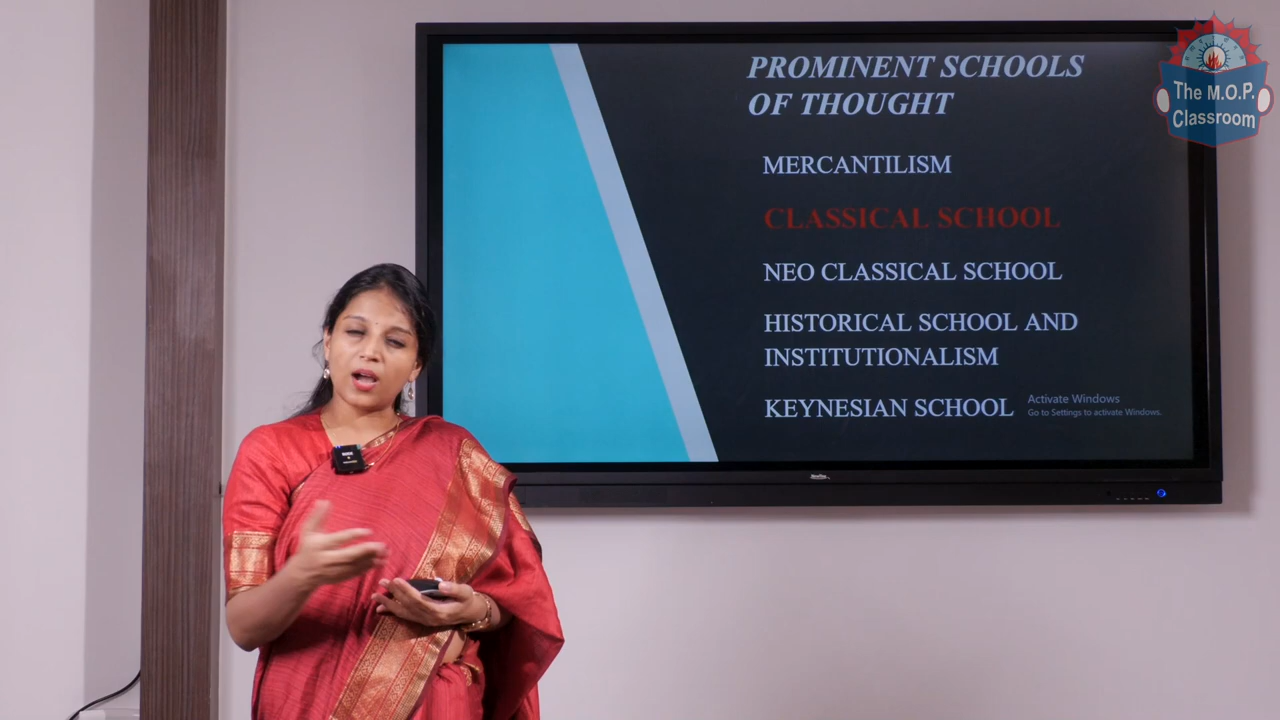 PROMINENT SCHOOLS
OF THOUGHT
MERCANTILISM
CLASSICAL SCHOOL
NEO CLASSICAL SCHOOL
HISTORICAL SCHOOL AND
INSTITUTIONALISM
KEYNESIAN SCHOOL
Activate Windows
Go to Settings to activate Windows.
The M.O.P.
Classroom